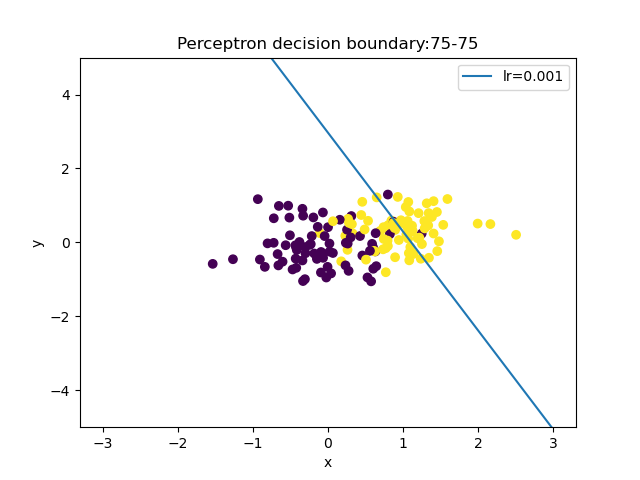 Perceptron decision boundary:75-75
lr=0.001
4
2
0
−2
−4
y
−3 −2 −1 0 1 2 3
x